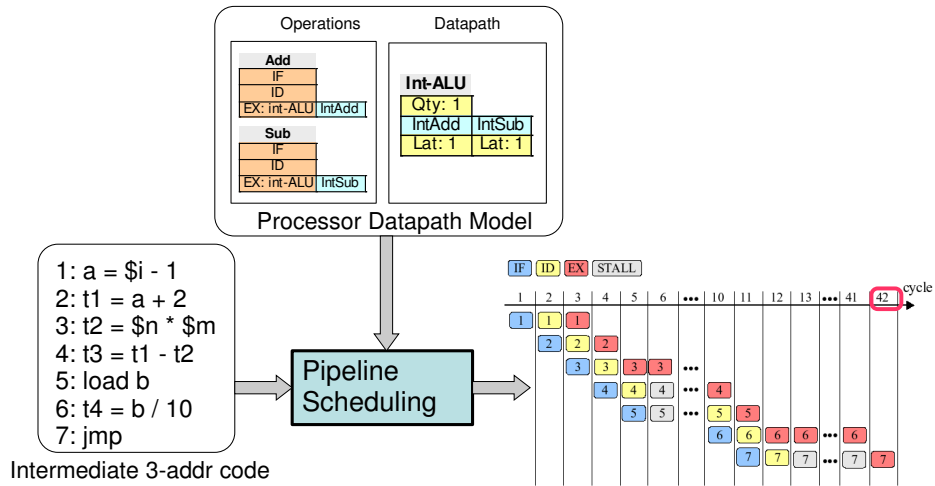 Operations Datapath
Add
IF
ID
EX: int-ALU IntAdd
Sub
IF
ID
EX: int-ALU IntSub
Int-ALU
Qty: 1
IntAdd IntSub
Lat: 1 Lat: 1
Processor Datapath Model
1: a = $i - 1
2: t1 = a + 2
3: t2 = $n * $m
4: t3 = t1 - t2
5: load b
6: t4 = b / 10
7: jmp
Intermediate 3-addr code
Pipeline
Scheduling
IF ID EX STALL
1 2 3 4 5 6 ••• 10 11 12 13 ••• 41 42 cycle
1 1 1
2 2 2
3 3 3 3 •••
4 4 4 ••• 4
5 5 6 ••• 5 5
6 6 6 6 ••• 6
7 7 7 ••• 7 7